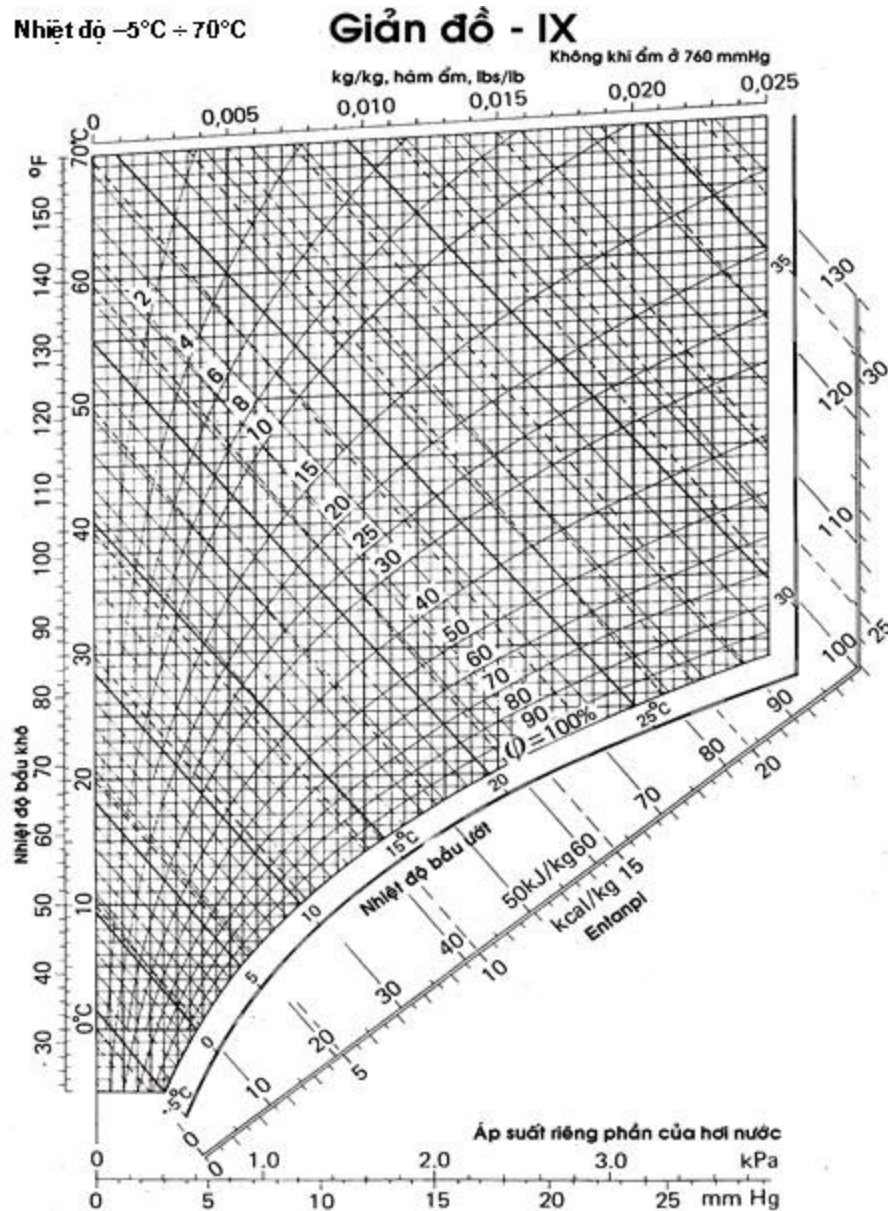 Nhiệt độ –5°C ÷ 70°C
Giản đồ - IX
Không khí ẩm ở 760 mmHg
kg/kg, hàm ẩm, lbs/lb
0 0,005 0,010 0,015 0,020 0,025
°F
150
140
130
120
110
100
90
80
70
60
50
40
30
70°C
60
50
40
30
20
10
0°C
Nhiệt độ bầu khô
2
4
6
8
10
15
20
25
30
40
50
60
70
80
90
φ=100%
35
30
25°C
20
15°C
10
5
0
-5°C
Nhiệt độ bầu ướt
130
120
110
100
90
80
70
50kJ/kg60
40
30
20
10
0
30
25
20
kcal/kg 15
10
5
0
Entanpi
Áp suất riêng phần của hơi nước
0 1.0 2.0 3.0 kPa
0 5 10 15 20 25 mm Hg